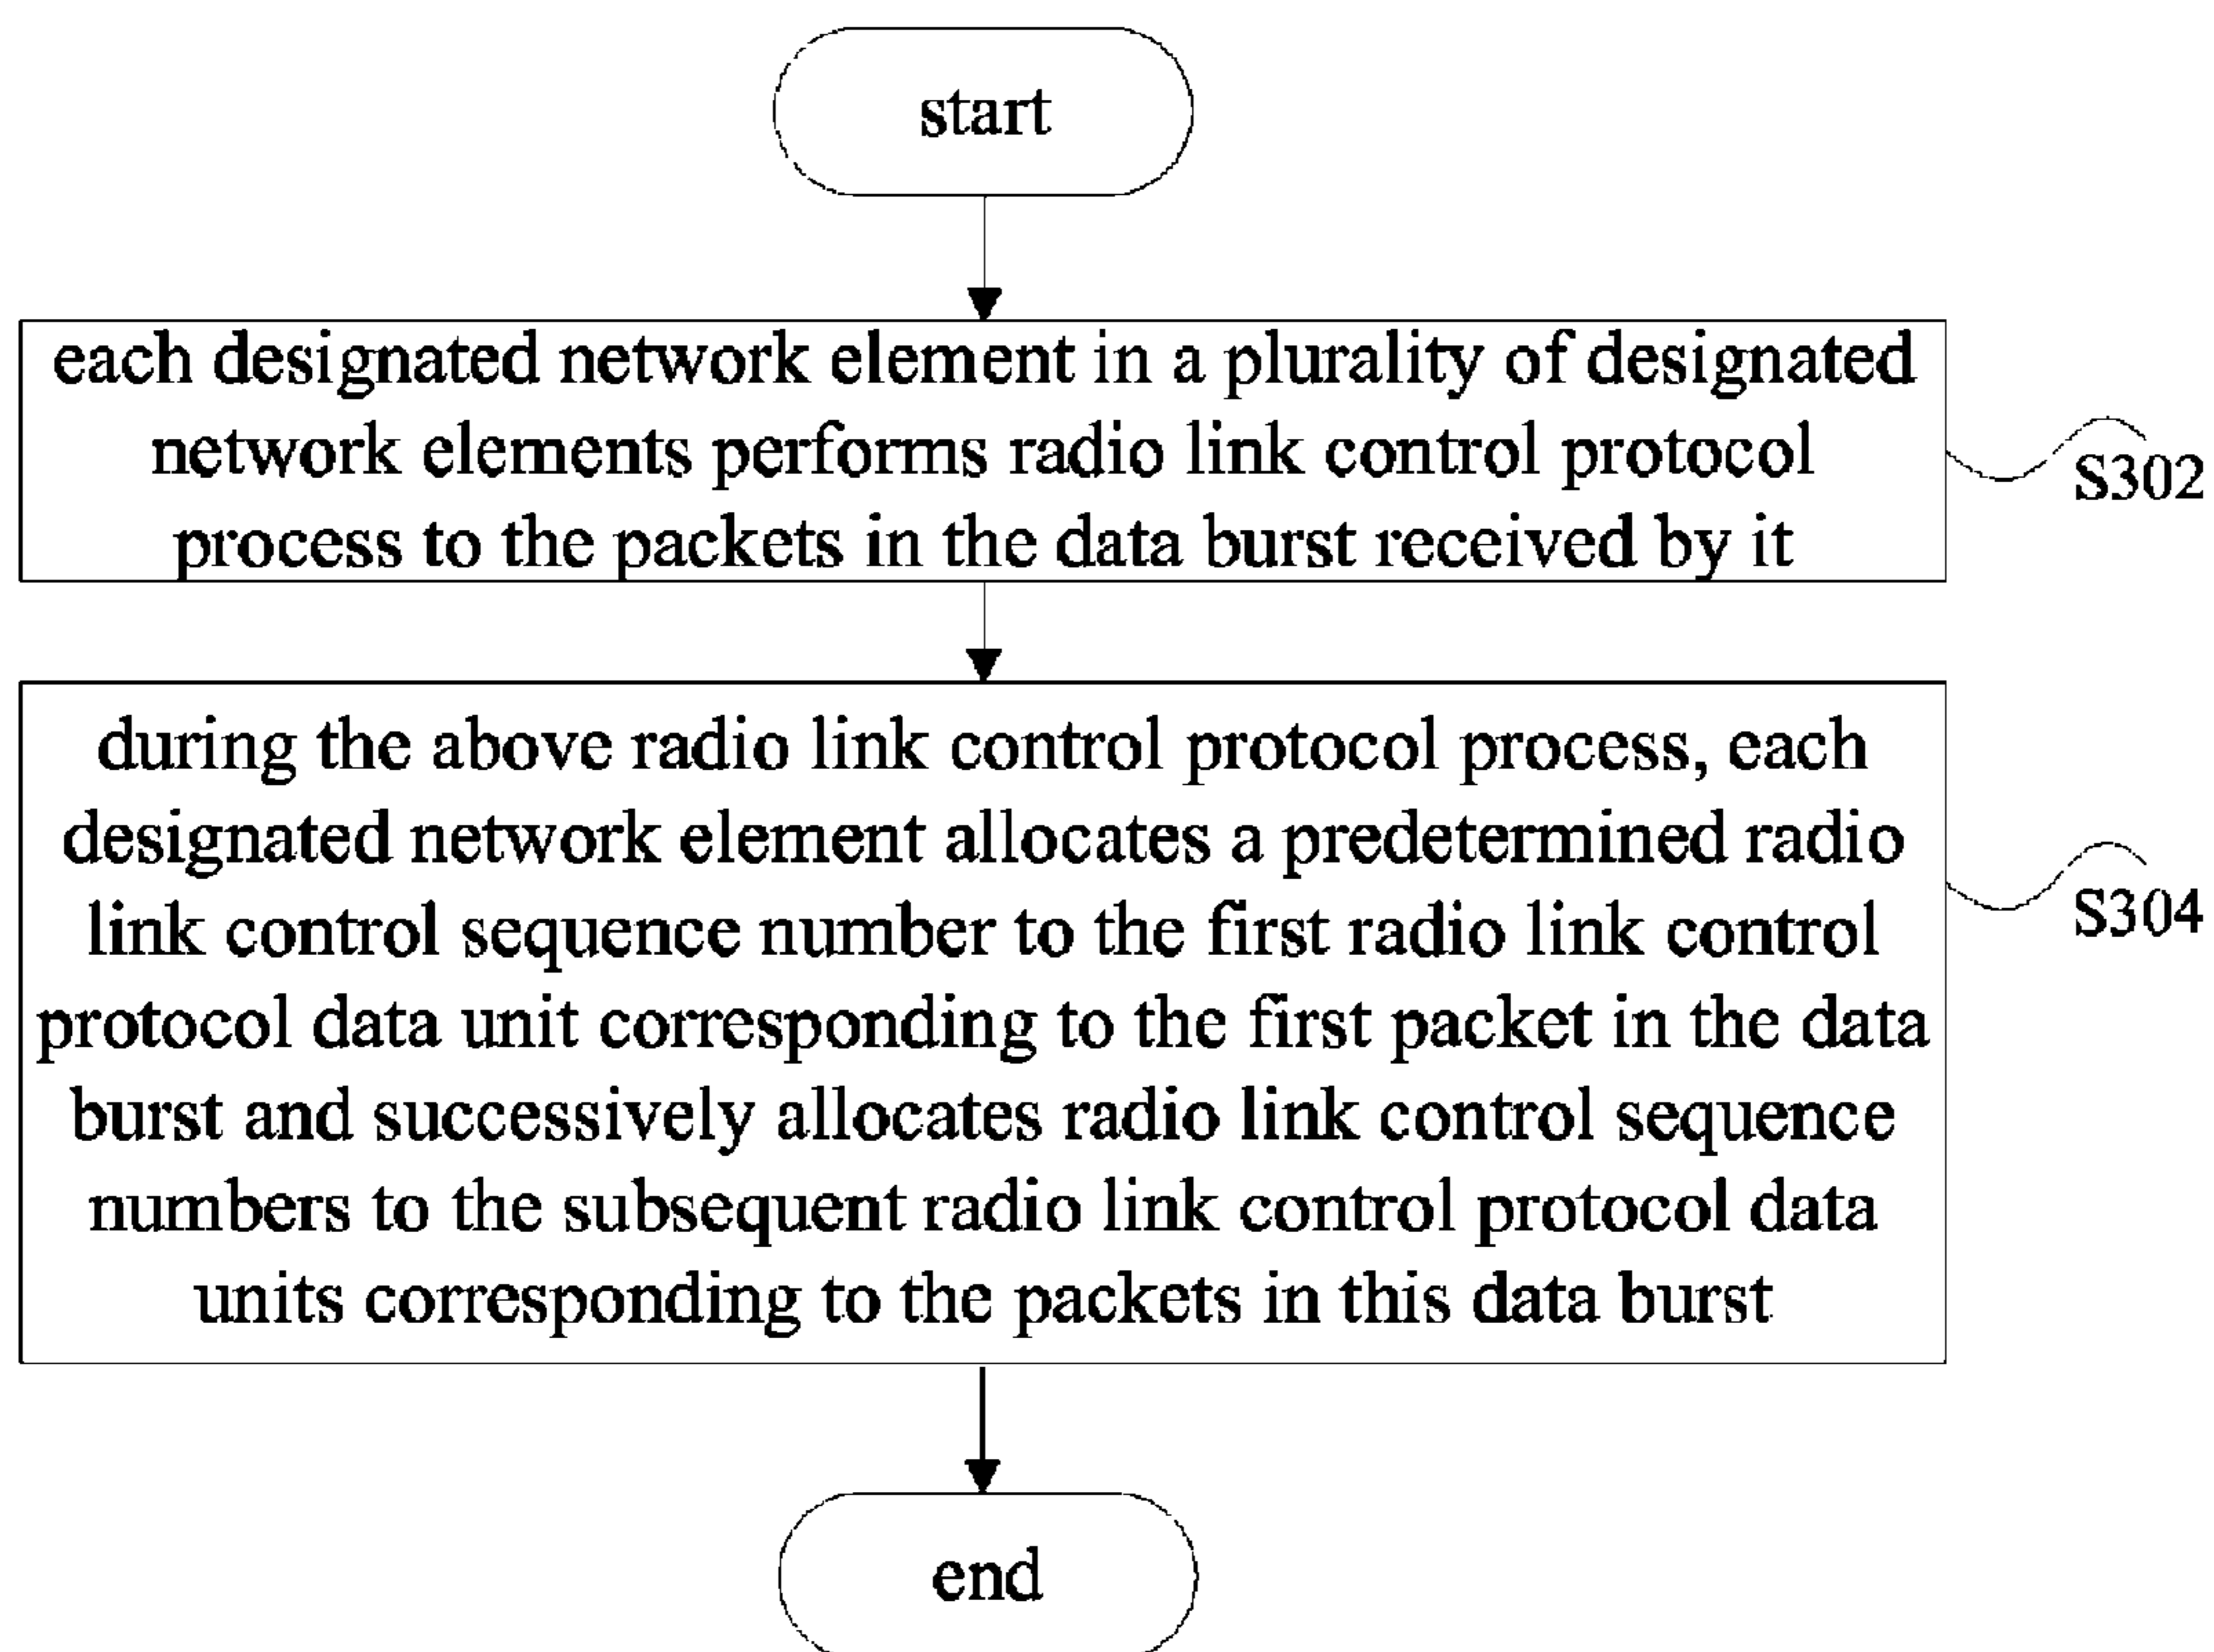 start
each designated network element in a plurality of designated
network elements performs radio link control protocol
process to the packets in the data burst received by it
S302
during the above radio link control protocol process, each
designated network element allocates a predetermined radio
link control sequence number to the first radio link control
protocol data unit corresponding to the first packet in the data
burst and successively allocates radio link control sequence
numbers to the subsequent radio link control protocol data
units corresponding to the packets in this data burst
S304
end